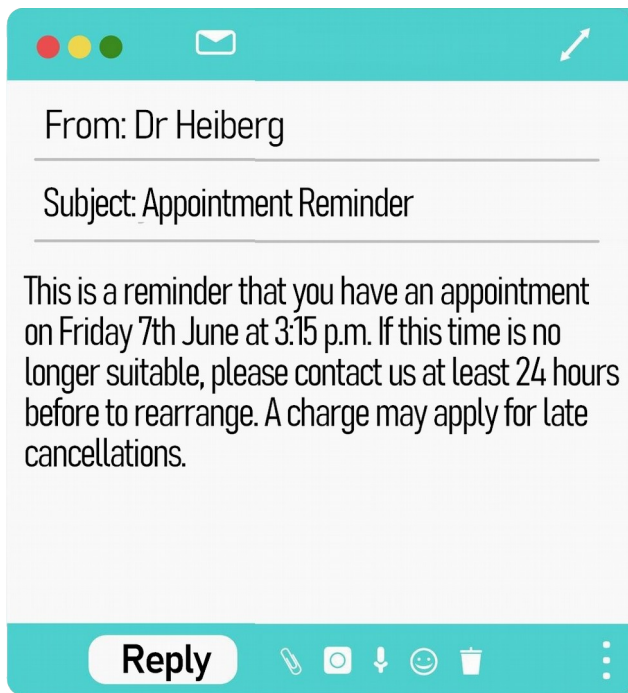 From: Dr Heiberg
Subject: Appointment Reminder
This is a reminder that you have an appointment
on Friday 7th June at 3:15 p.m. If this time is no
longer suitable, please contact us at least 24 hours
before to rearrange. A charge may apply for late
cancellations.
Reply